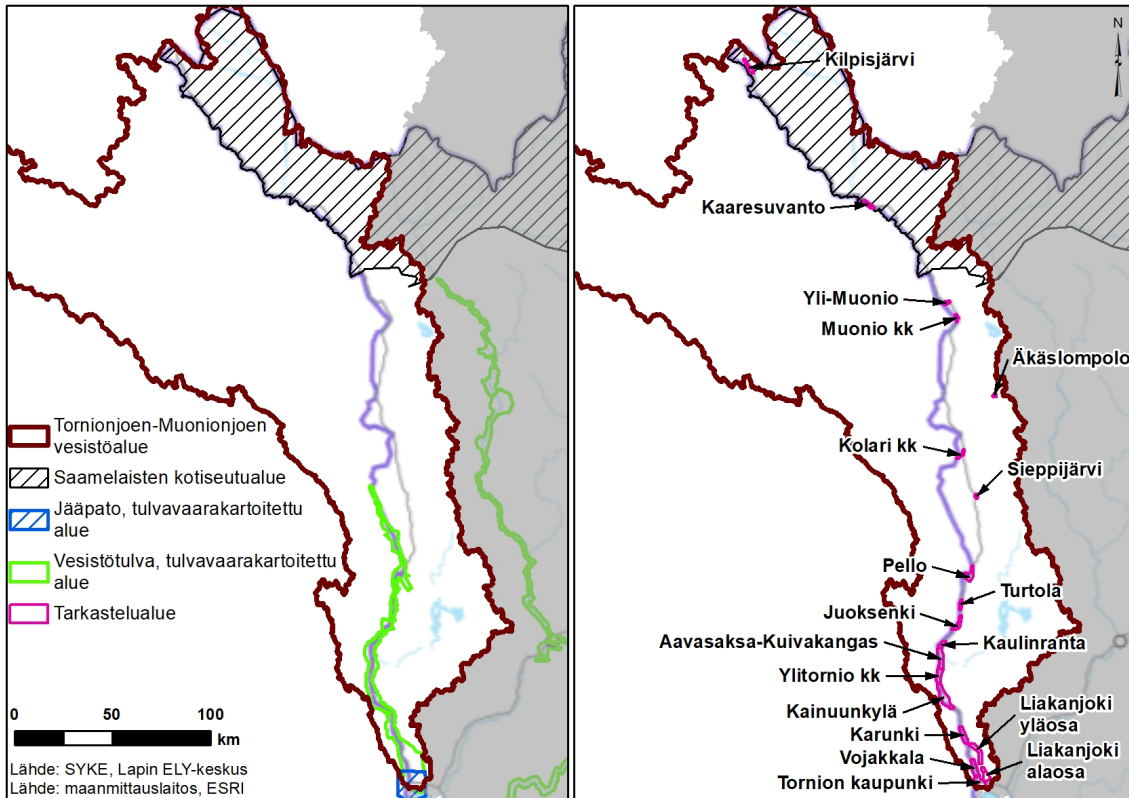 Tornionjoen-Muonionjoen
vesistöalue
Saamelaisten kotiseutualue
Jääpato, tulvavaarakartoitettu
alue
Vesistötulva, tulvavaarakartoitettu
alue
Tarkastelualue
0 50 100
km
Lähde: SYKE, Lapin ELY-keskus
Lähde: maanmittauslaitos, ESRI
N
Kilpisjärvi
Kaaresuvanto
Yli-Muonio
Muonio kk
Äkäslompolo
Kolari kk
Sieppijärvi
Pello
Turtola
Juoksenki
Aavasaksa-Kuivakangas
Kaulinranta
Ylitornio kk
Kainuunkylä
Liakanjoki
yläosa
Karunki
Vojakkala
Liakanjoki
alaosa
Tornion kaupunki